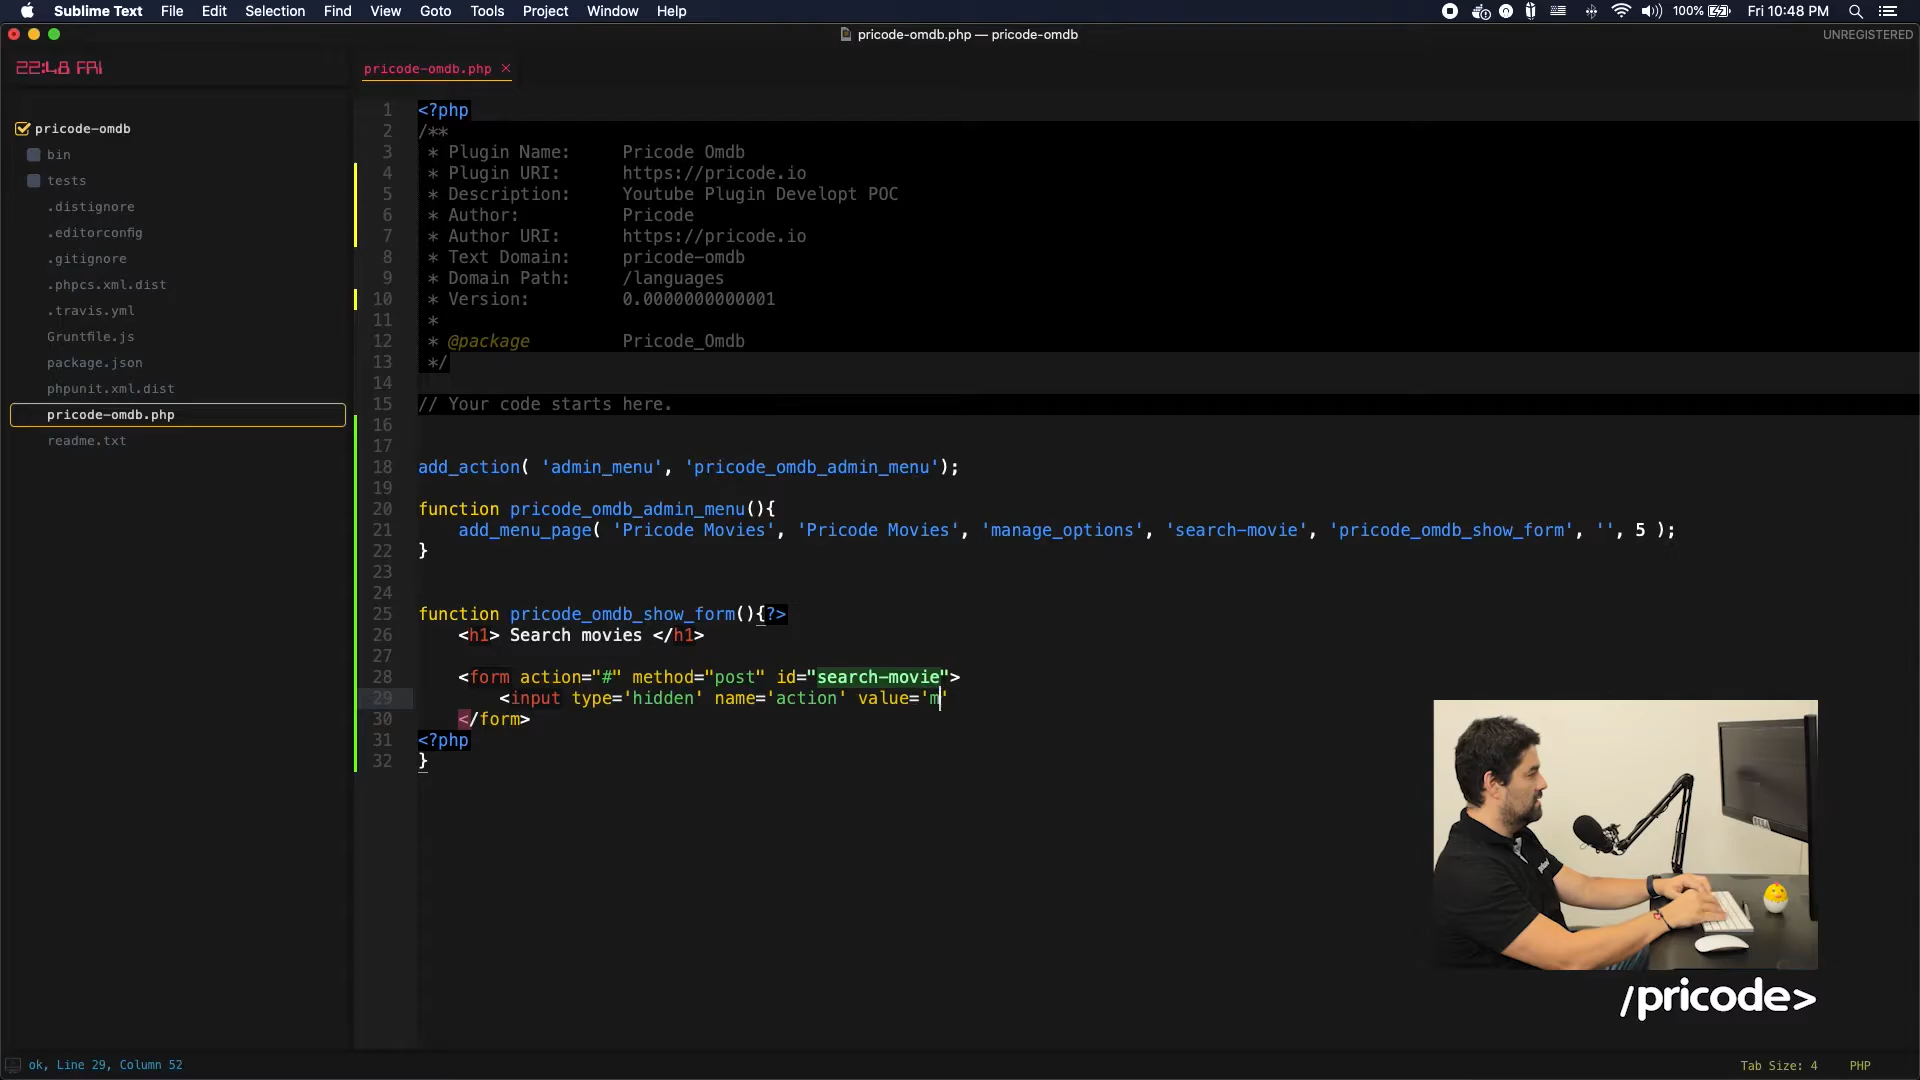 Sublime Text File Edit Selection Find View Goto Tools Project Window Help 100% Fri 10:48 PM
pricode-omdb.php — pricode-omdb UNREGISTERED
22:48 FRI
pricode-omdb.php ×
pricode-omdb
bin
tests
.distignore
.editorconfig
.gitignore
.phpcs.xml.dist
.travis.yml
Gruntfile.js
package.json
phpunit.xml.dist
pricode-omdb.php
readme.txt
1 <?php
2 /**
3 * Plugin Name: Pricode Omdb
4 * Plugin URI: https://pricode.io
5 * Description: Youtube Plugin Developt POC
6 * Author: Pricode
7 * Author URI: https://pricode.io
8 * Text Domain: pricode-omdb
9 * Domain Path: /languages
10 * Version: 0.0000000000001
11 *
12 * @package Pricode_Omdb
13 */
14
15 // Your code starts here.
16
17
18 add_action( 'admin_menu', 'pricode_omdb_admin_menu');
19
20 function pricode_omdb_admin_menu(){
21 add_menu_page( 'Pricode Movies', 'Pricode Movies', 'manage_options', 'search-movie', 'pricode_omdb_show_form', '', 5 );
22 }
23
24
25 function pricode_omdb_show_form(){?>
26 <h1> Search movies </h1>
27
28 <form action="#" method="post" id="search-movie">
29 <input type='hidden' name='action' value='m'
30 </form>
31 <?php
32 }
/pricode>
ok, Line 29, Column 52 Tab Size: 4 PHP